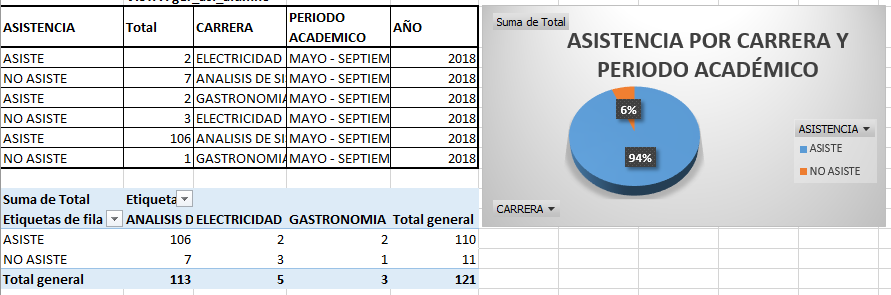 ASISTENCIA Total CARRERA PERIODO ACADEMICO AÑO
ASISTE 2 ELECTRICIDAD MAYO - SEPTIEM 2018
NO ASISTE 7 ANALISIS DE SI MAYO - SEPTIEM 2018
ASISTE 2 GASTRONOMIA MAYO - SEPTIEM 2018
NO ASISTE 3 ELECTRICIDAD MAYO - SEPTIEM 2018
ASISTE 106 ANALISIS DE SI MAYO - SEPTIEM 2018
NO ASISTE 1 GASTRONOMIA MAYO - SEPTIEM 2018
Suma de Total Etiqueta
Etiquetas de fila ANALISIS D ELECTRICIDAD GASTRONOMIA Total general
ASISTE 106 2 2 110
NO ASISTE 7 3 1 11
Total general 113 5 3 121
Suma de Total
ASISTENCIA POR CARRERA Y
PERIODO ACADÉMICO
6%
94%
ASISTENCIA
ASISTE
NO ASISTE
CARRERA